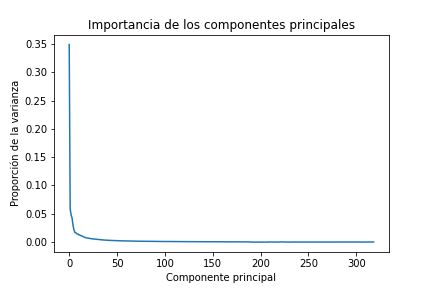 Importancia de los componentes principales
Proporción de la varianza
0.35
0.30
0.25
0.20
0.15
0.10
0.05
0.00
0 50 100 150 200 250 300
Componente principal